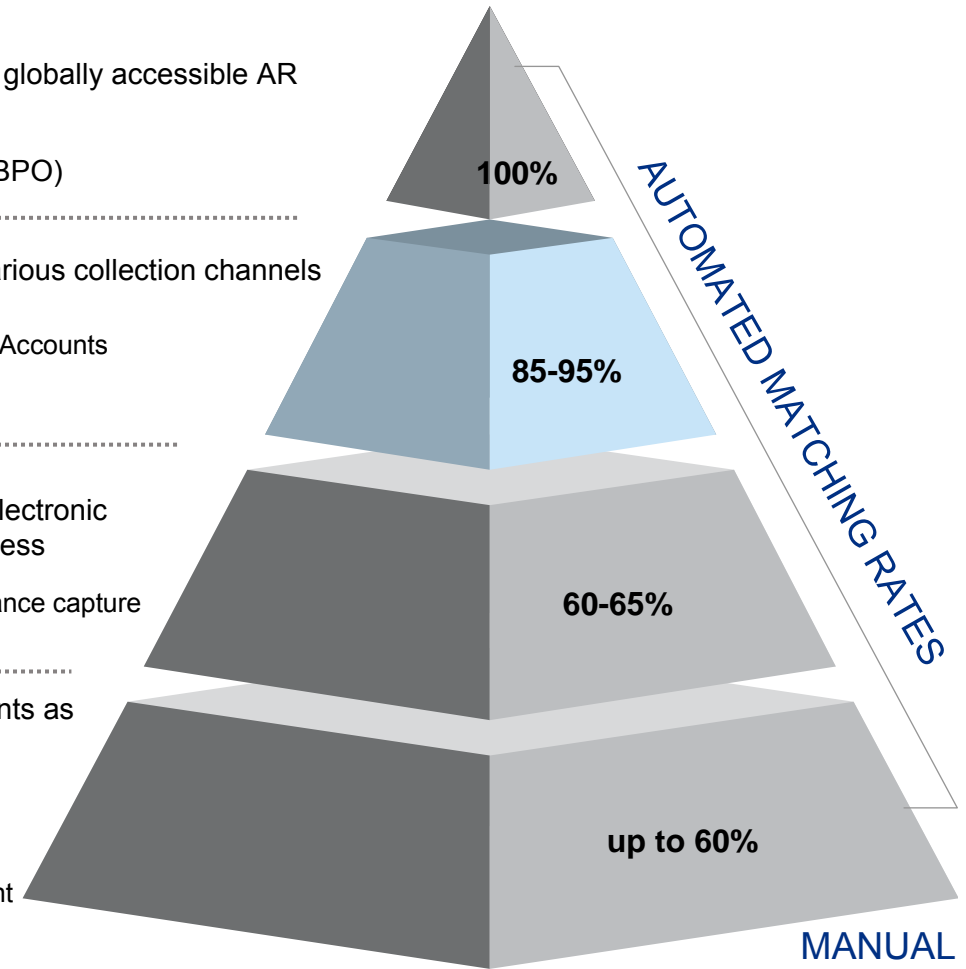 globally accessible AR
100%
BPO)
AUTOMATED MATCHING RATES
arious collection channels
Accounts
85-95%
lectronic
ess
ance capture
60-65%
nts as
up to 60%
nt
MANUAL